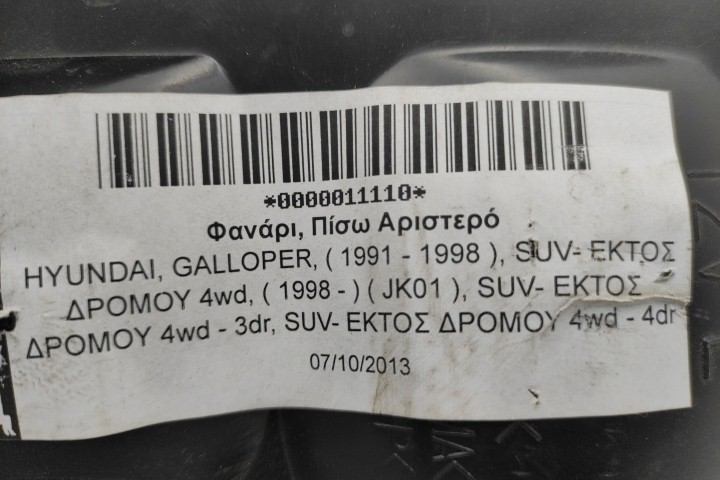 *0000011110*
Φανάρι, Πίσω Αριστερό
HYUNDAI, GALLOPER, ( 1991 - 1998 ), SUV- ΕΚΤΟΣ
ΔΡΟΜΟΥ 4wd, ( 1998 - ) ( JK01 ), SUV- ΕΚΤΟΣ
ΔΡΟΜΟΥ 4wd - 3dr, SUV- ΕΚΤΟΣ ΔΡΟΜΟΥ 4wd - 4dr
07/10/2013